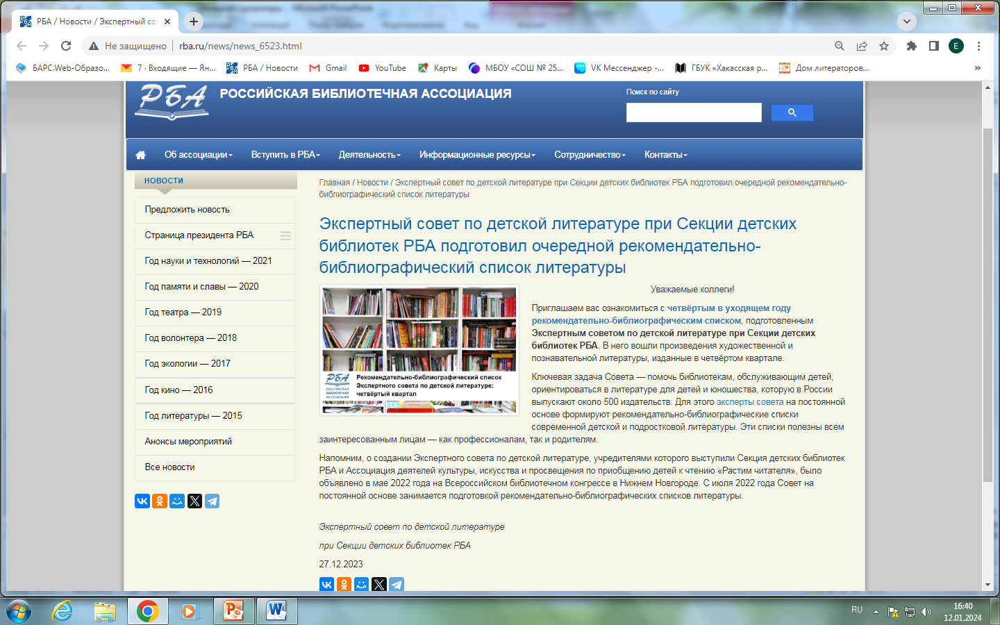 РБА / Новости / Экспертный со
Не защищено
rba.ru/news/news_6523.html
E
БАРС.Web-Образо...
7 · Входящие — Ян...
РБА / Новости
Gmail
YouTube
Карты
МБОУ «СОШ № 25...
VK Мессенджер -...
ГБУК «Хакасская р...
Дом литераторов...
»
РБА
РОССИЙСКАЯ БИБЛИОТЕЧНАЯ АССОЦИАЦИЯ
Поиск по сайту
Об ассоциации
Вступить в РБА
Деятельность
Информационные ресурсы
Сотрудничество
Контакты
НОВОСТИ
Предложить новость
Страница президента РБА
Год науки и технологий — 2021
Год памяти и славы — 2020
Год театра — 2019
Год волонтера — 2018
Год экологии — 2017
Год кино — 2016
Год литературы — 2015
Анонсы мероприятий
Все новости
Главная / Новости / Экспертный совет по детской литературе при Секции детских библиотек РБА подготовил очередной рекомендательно-
библиографический список литературы
Экспертный совет по детской литературе при Секции детских
библиотек РБА подготовил очередной рекомендательно-
библиографический список литературы
РБА
РОССИЙСКАЯ
БИБЛИОТЕЧНАЯ
АССОЦИАЦИЯ
Рекомендательно-библиографический список
Экспертного совета по детской литературе:
четвёртый квартал
Уважаемые коллеги!
Приглашаем вас ознакомиться с четвёртым в уходящем году
рекомендательно-библиографическим списком, подготовленным
Экспертным советом по детской литературе при Секции детских
библиотек РБА. В него вошли произведения художественной и
познавательной литературы, изданные в четвёртом квартале.
Ключевая задача Совета — помочь библиотекам, обслуживающим детей,
ориентироваться в литературе для детей и юношества, которую в России
выпускают около 500 издательств. Для этого эксперты совета на постоянной
основе формируют рекомендательно-библиографические списки
современной детской и подростковой литературы. Эти списки полезны всем
заинтересованным лицам — как профессионалам, так и родителям.
Напомним, о создании Экспертного совета по детской литературе, учредителями которого выступили Секция детских библиотек
РБА и Ассоциация деятелей культуры, искусства и просвещения по приобщению детей к чтению «Растим читателя», было
объявлено в мае 2022 года на Всероссийском библиотечном конгрессе в Нижнем Новгороде. С июля 2022 года Совет на
постоянной основе занимается подготовкой рекомендательно-библиографических списков литературы.
Экспертный совет по детской литературе
при Секции детских библиотек РБА
27.12.2023
RU
16:40
12.01.2024